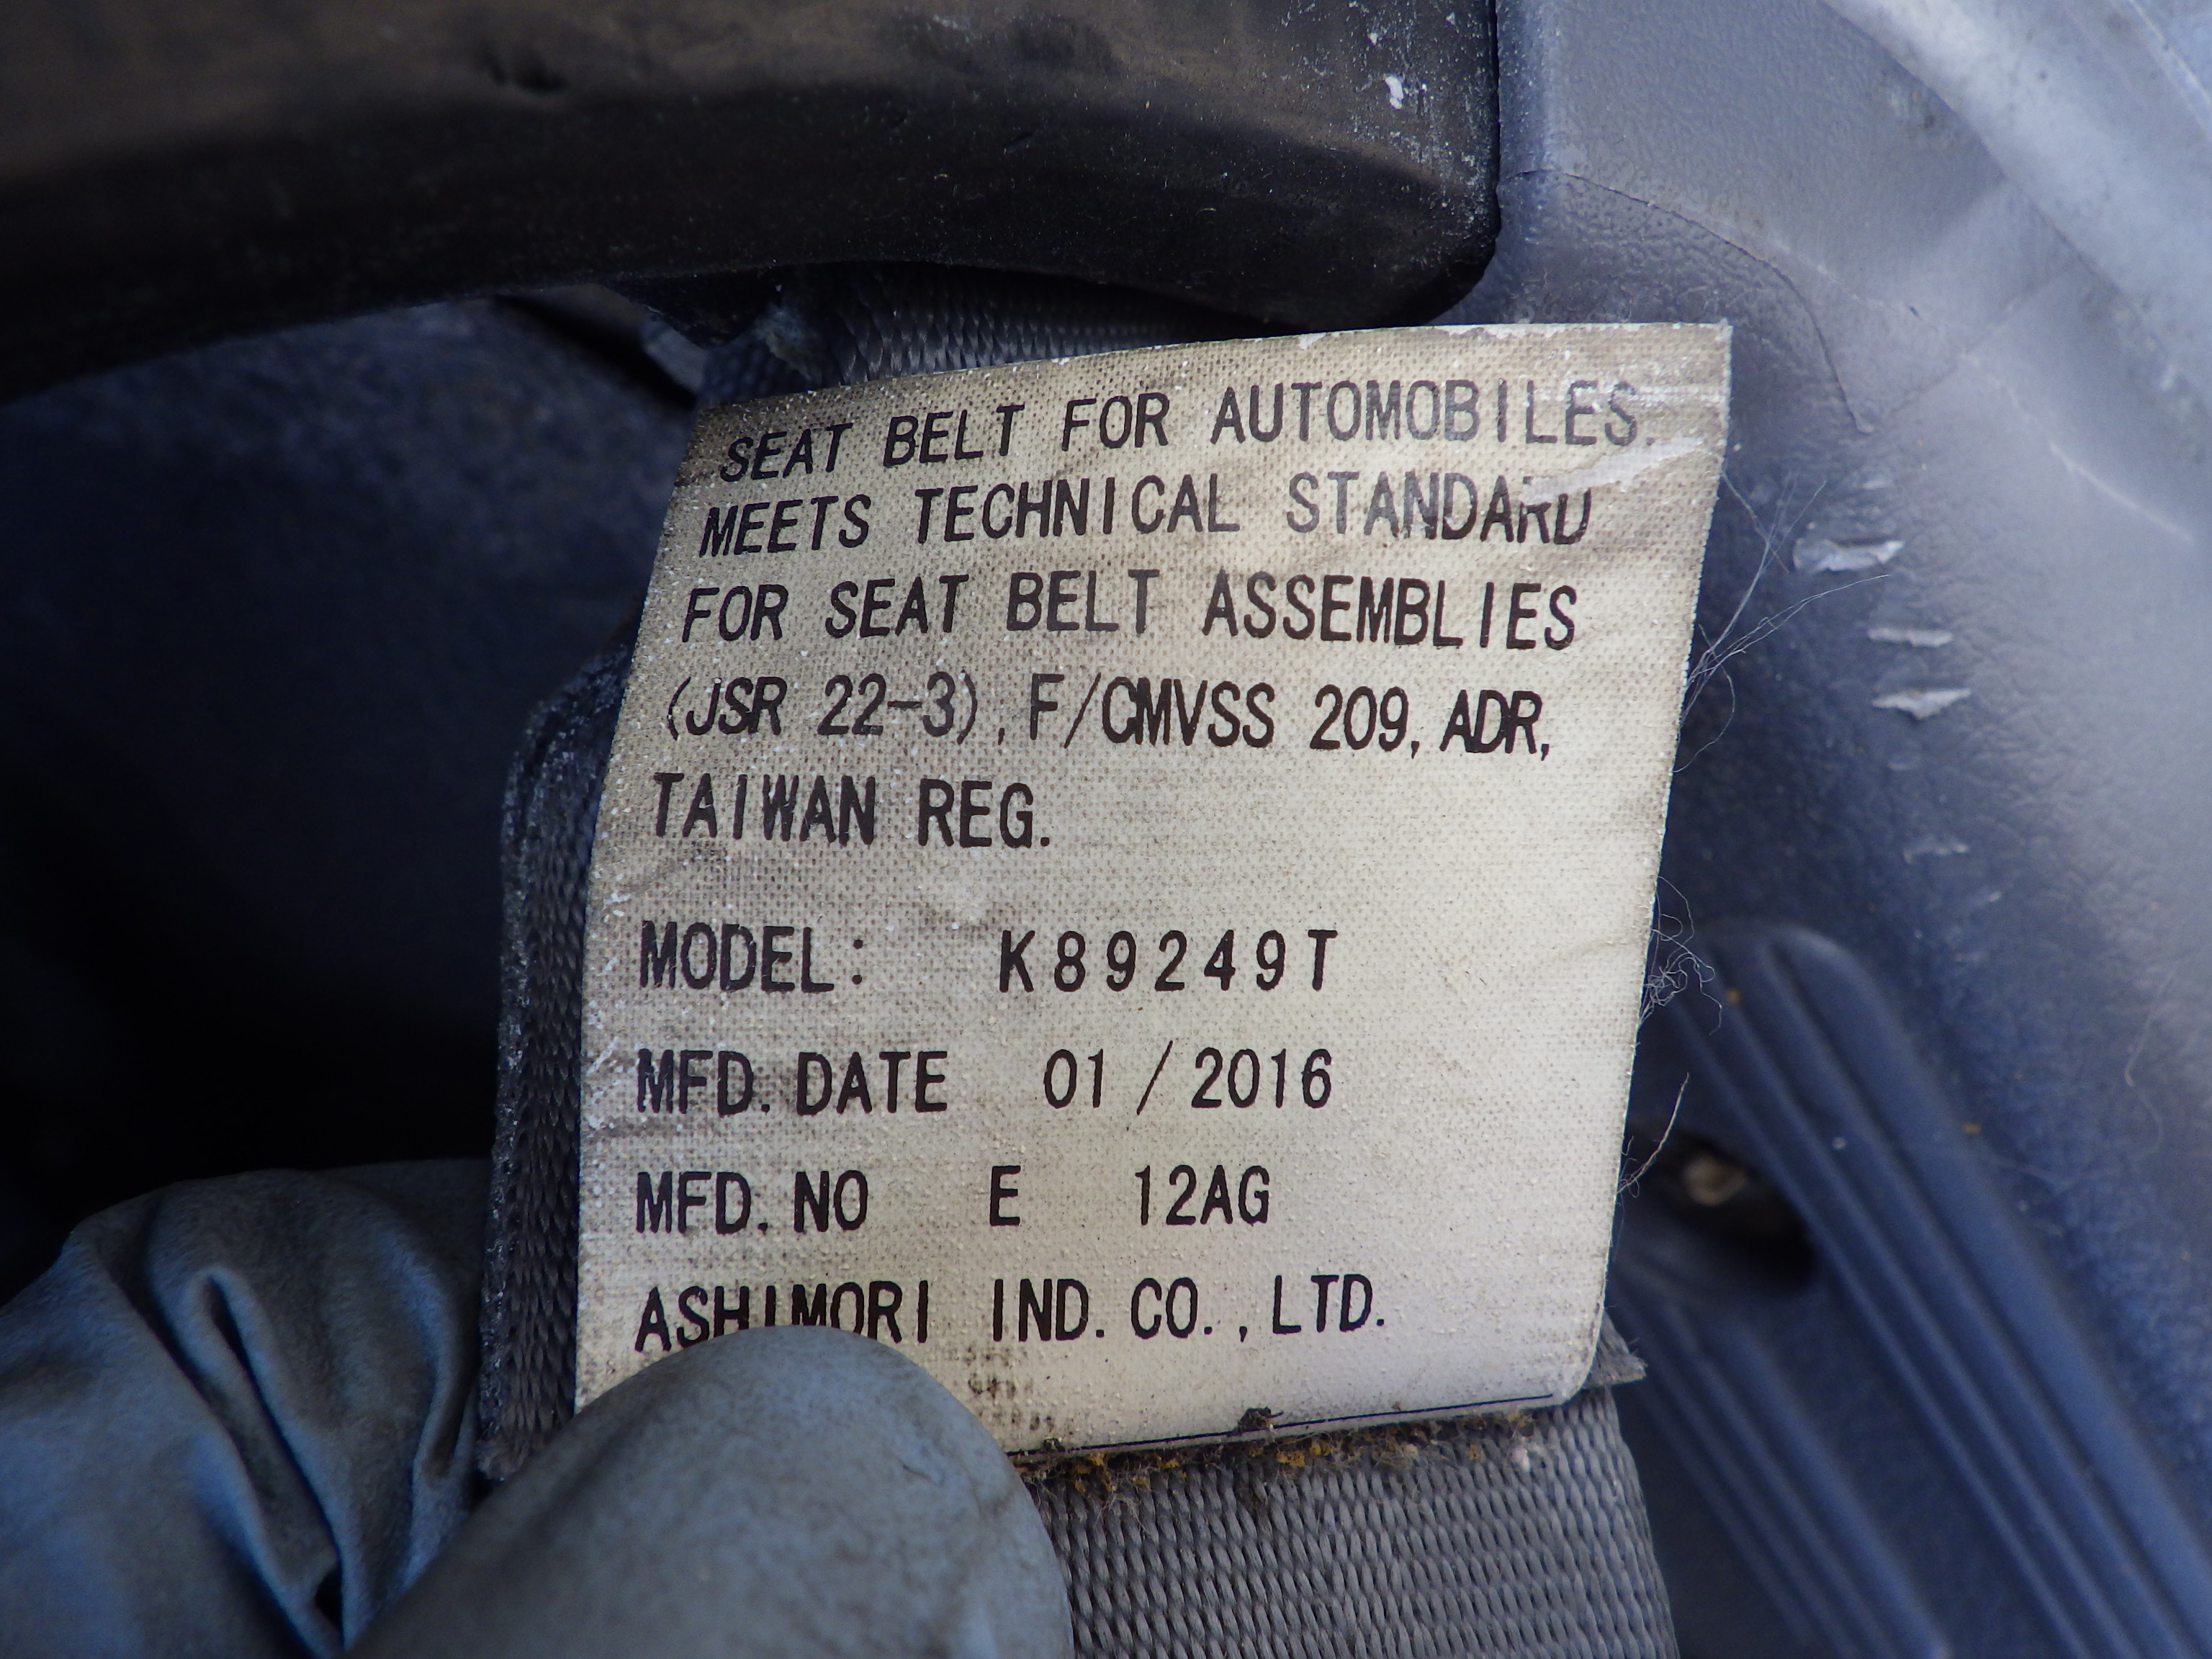 SEAT BELT FOR AUTOMOBILES.
MEETS TECHNICAL STANDARD
FOR SEAT BELT ASSEMBLIES
(JSR 22-3), F/CMVSS 209, ADR,
TAIWAN REG.
MODEL: K89249T
MFD. DATE 01 / 2016
MFD. NO E 12AG
ASHIMORI IND. CO., LTD.